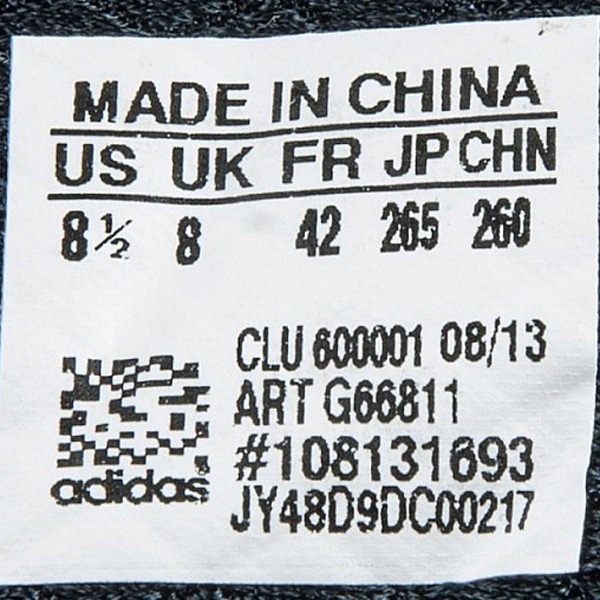 MADE IN CHINA
US UK FR JP CHN
8½ 8 42 265 260
CLU 600001 08/13
ART G66811
#108131693
JY48D9DC00217
adidas